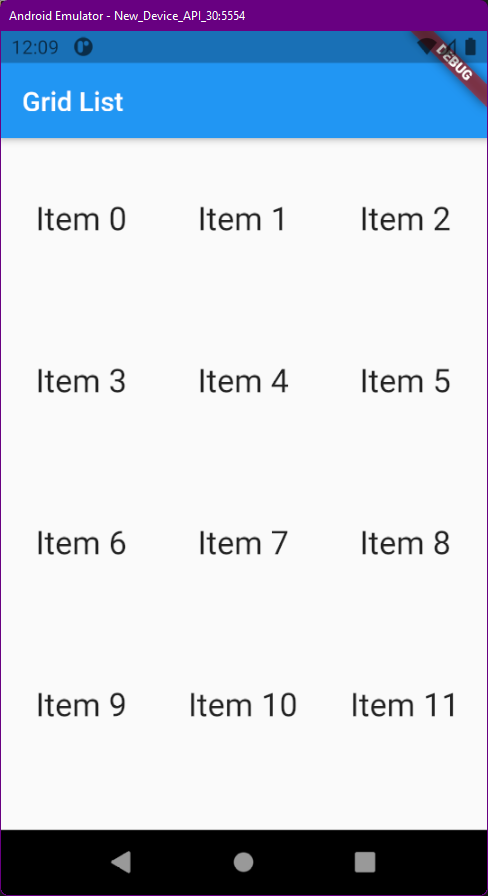 Android Emulator - New_Device_API_30:5554
12:09
DEBUG
Grid List
Item 0 Item 1 Item 2
Item 3 Item 4 Item 5
Item 6 Item 7 Item 8
Item 9 Item 10 Item 11